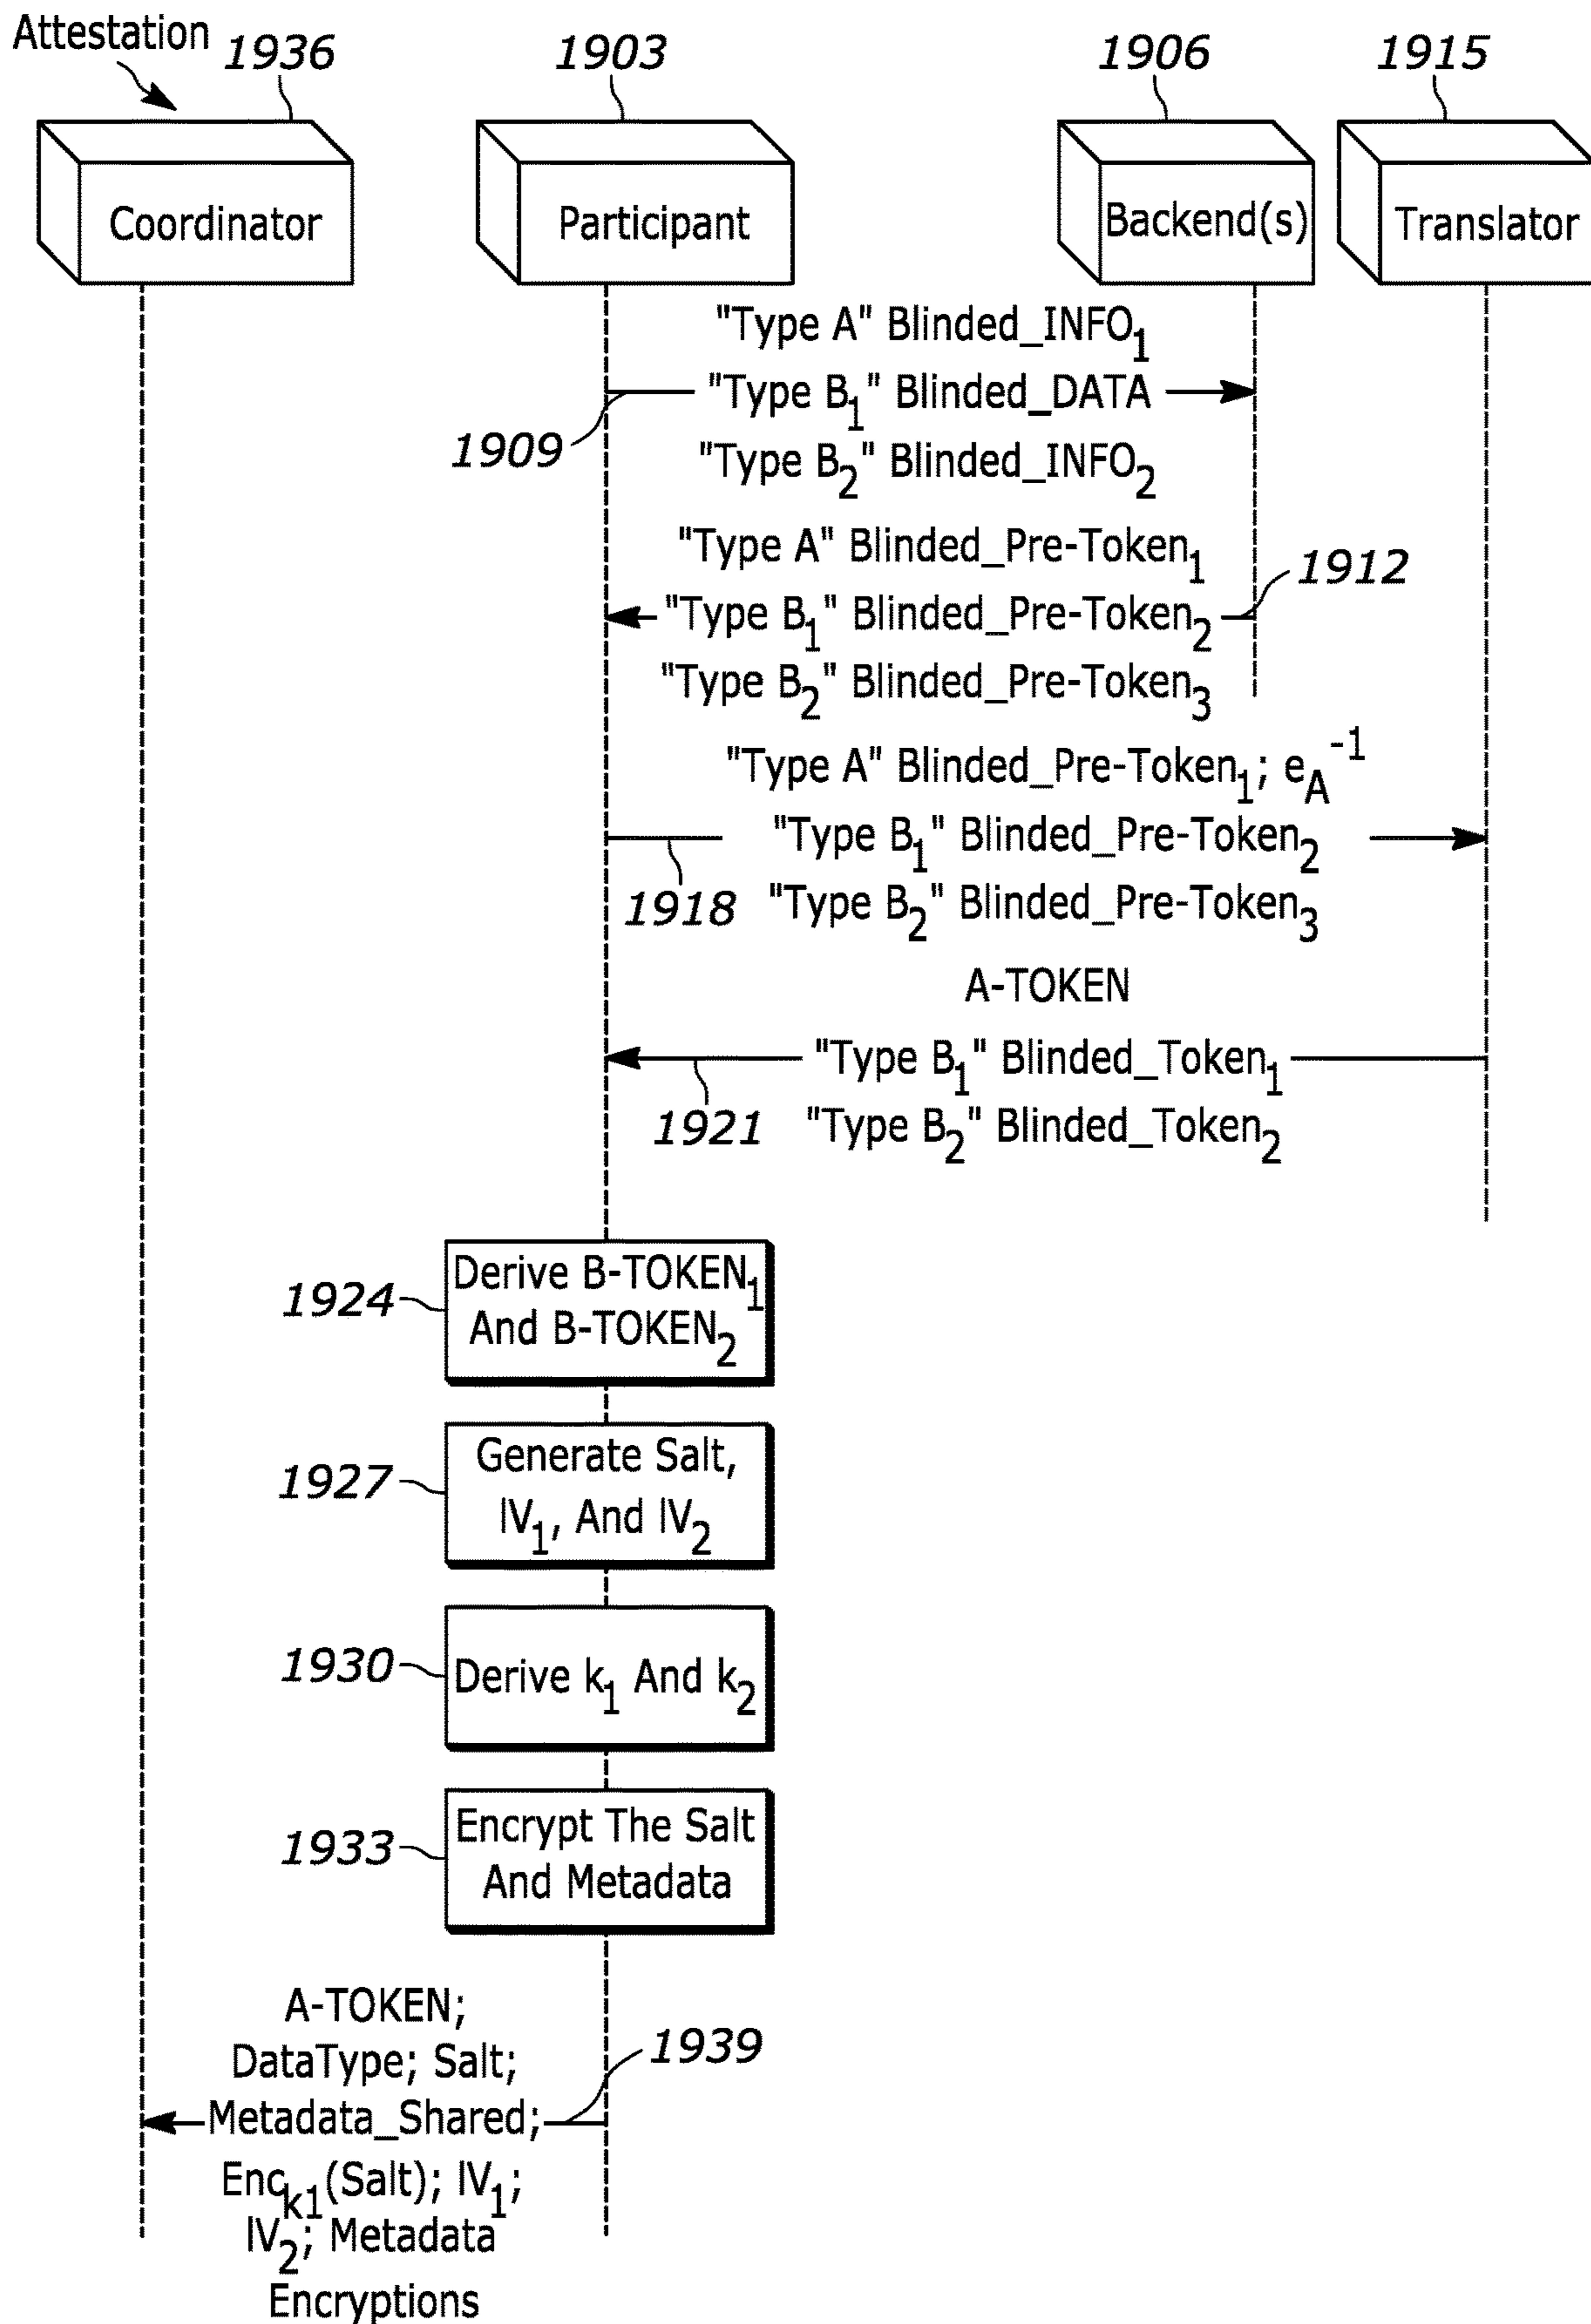 Attestation
1936
1903
1906
1915
Coordinator
Participant
Backend(s)
Translator
"Type A" Blinded_INFO₁
"Type B₁" Blinded_DATA
1909
"Type B₂" Blinded_INFO₂
"Type A" Blinded_Pre-Token₁
1912
"Type B₁" Blinded_Pre-Token₂
"Type B₂" Blinded_Pre-Token₃
"Type A" Blinded_Pre-Token₁; e_A⁻¹
"Type B₁" Blinded_Pre-Token₂
1918
"Type B₂" Blinded_Pre-Token₃
A-TOKEN
"Type B₁" Blinded_Token₁
1921
"Type B₂" Blinded_Token₂
1924
Derive B-TOKEN₁
And B-TOKEN₂
1927
Generate Salt,
IV₁, And IV₂
1930
Derive k₁ And k₂
1933
Encrypt The Salt
And Metadata
A-TOKEN;
DataType; Salt;
1939
Metadata_Shared;
Enc_k1(Salt); IV₁;
IV₂; Metadata
Encryptions